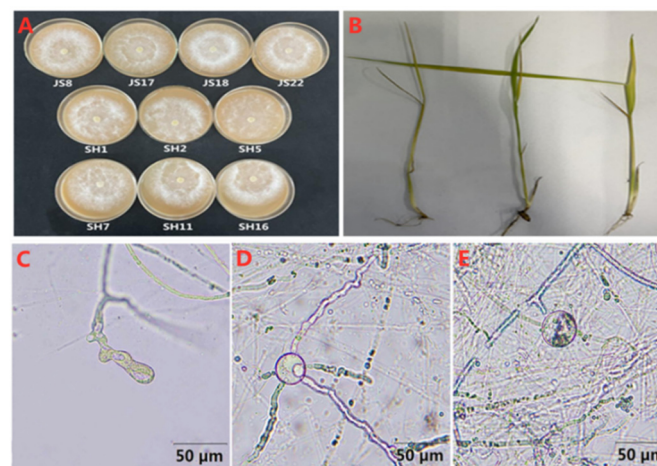 A
B
JS8 JS17 JS18 JS22
SH1 SH2 SH5
SH7 SH11 SH16
C
D
E
50 μm
50 μm
50 μm